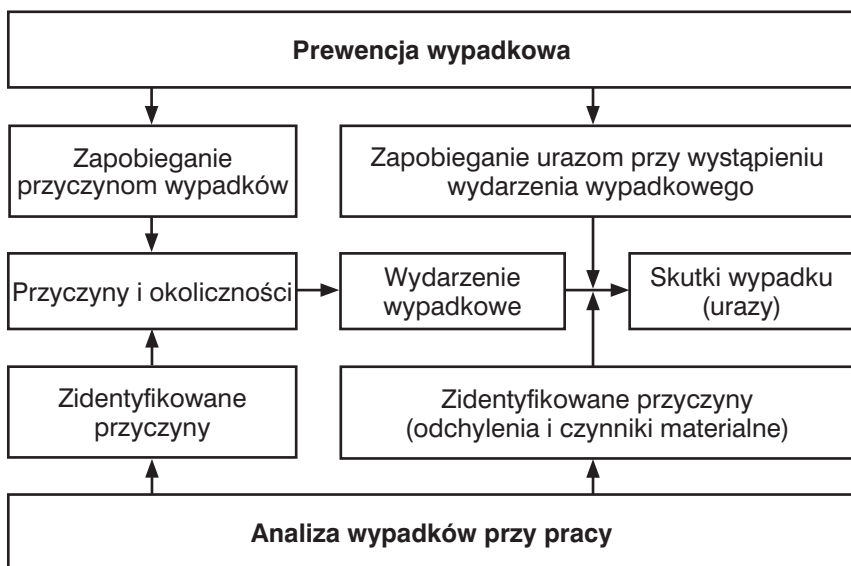 Prewencja wypadkowa
Zapobieganie
przyczynom wypadków
Zapobieganie urazom przy wystąpieniu
wydarzenia wypadkowego
Przyczyny i okoliczności
Wydarzenie
wypadkowe
Skutki wypadku
(urazy)
Zidentyfikowane
przyczyny
Zidentyfikowane przyczyny
(odchylenia i czynniki materialne)
Analiza wypadków przy pracy